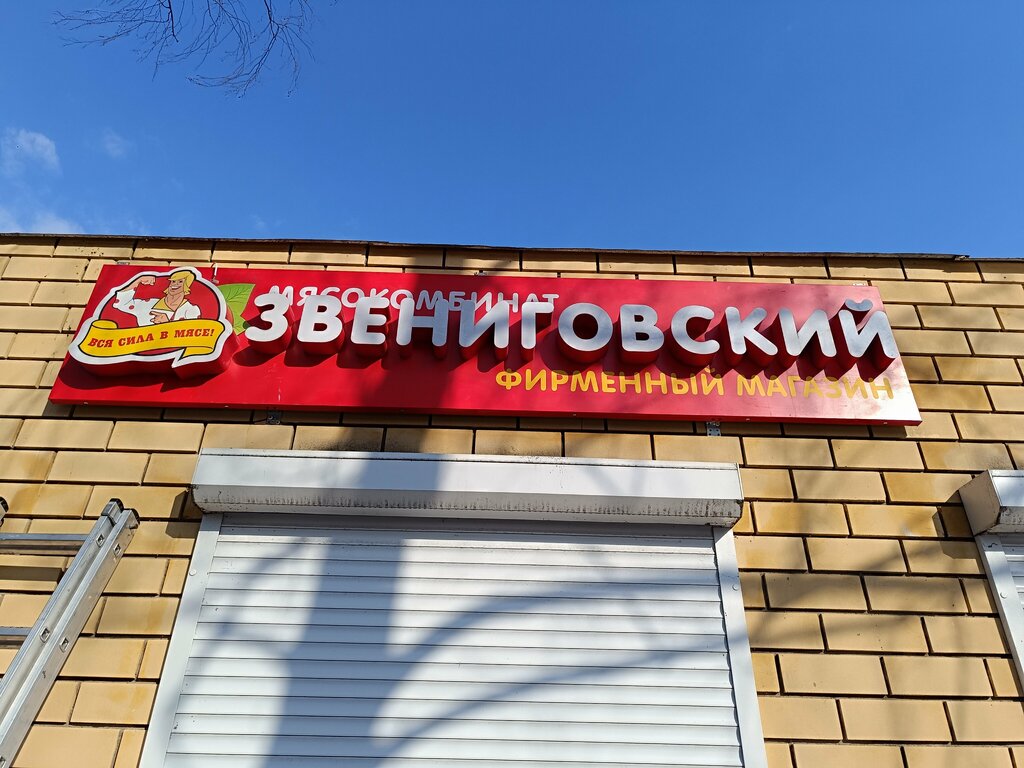 ВСЯ СИЛА В МЯСЕ!
МЯСОКОМБИНАТ
ЗВЕНИГОВСКИЙ
ФИРМЕННЫЙ МАГАЗИН